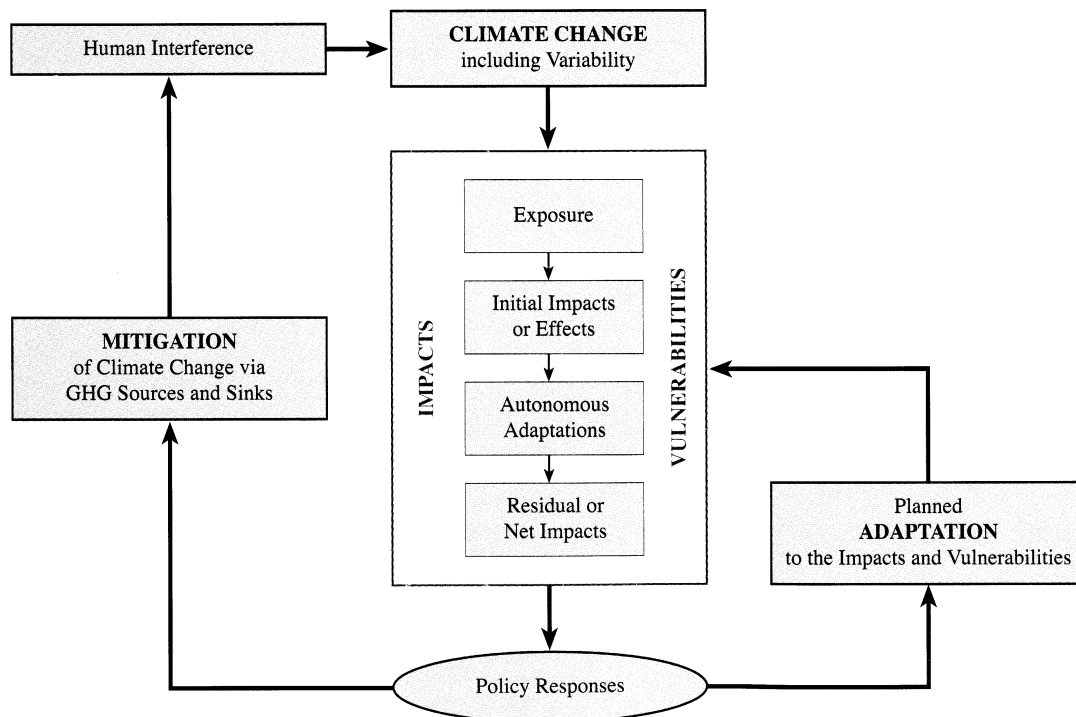 Human Interference
CLIMATE CHANGE
including Variability
IMPACTS
Exposure
Initial Impacts
or Effects
Autonomous
Adaptations
Residual or
Net Impacts
VULNERABILITIES
MITIGATION
of Climate Change via
GHG Sources and Sinks
Planned
ADAPTATION
to the Impacts and Vulnerabilities
Policy Responses